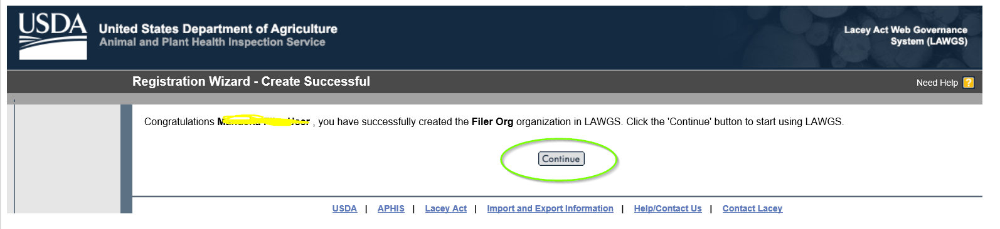 USDA
United States Department of Agriculture
Animal and Plant Health Inspection Service
Lacey Act Web Governance
System (LAWGS)
Registration Wizard - Create Successful
Need Help ?
Congratulations , you have successfully created the Filer Org organization in LAWGS. Click the 'Continue' button to start using LAWGS.
Continue
USDA | APHIS | Lacey Act | Import and Export Information | Help/Contact Us | Contact Lacey